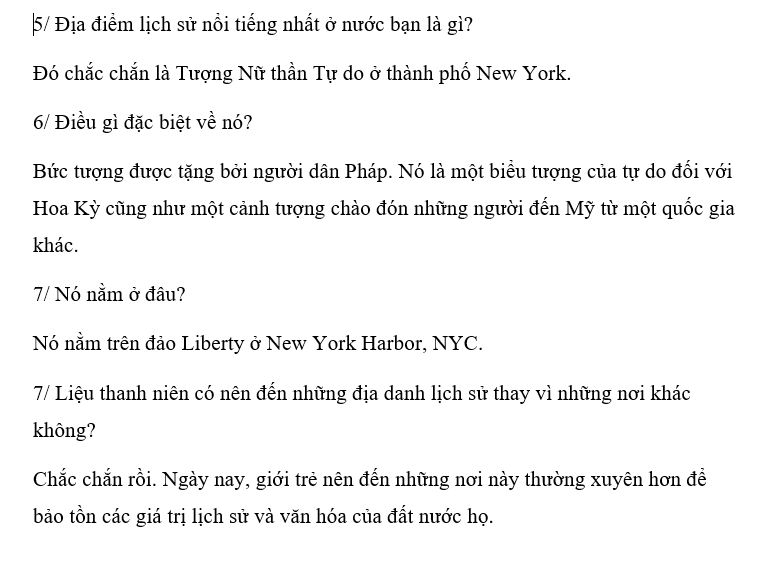 5/ Địa điểm lịch sử nổi tiếng nhất ở nước bạn là gì?
Đó chắc chắn là Tượng Nữ thần Tự do ở thành phố New York.
6/ Điều gì đặc biệt về nó?
Bức tượng được tặng bởi người dân Pháp. Nó là một biểu tượng của tự do đối với
Hoa Kỳ cũng như một cảnh tượng chào đón những người đến Mỹ từ một quốc gia
khác.
7/ Nó nằm ở đâu?
Nó nằm trên đảo Liberty ở New York Harbor, NYC.
7/ Liệu thanh niên có nên đến những địa danh lịch sử thay vì những nơi khác
không?
Chắc chắn rồi. Ngày nay, giới trẻ nên đến những nơi này thường xuyên hơn để
bảo tồn các giá trị lịch sử và văn hóa của đất nước họ.